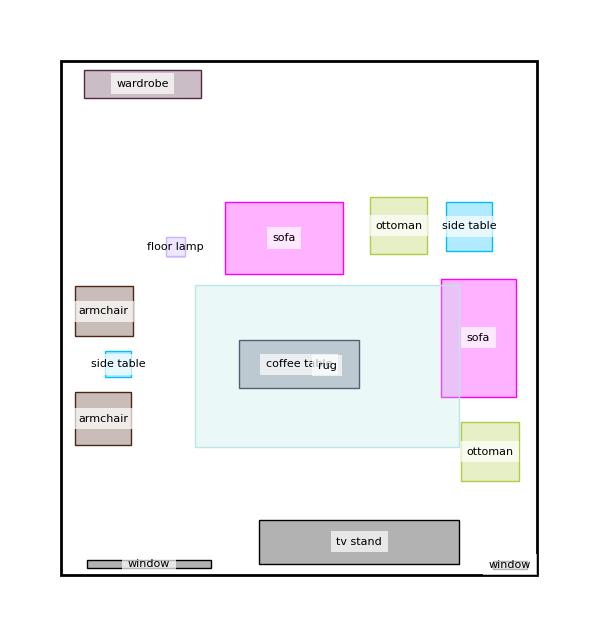 wardrobe
sofa
ottoman
side table
floor lamp
armchair
sofa
side table
coffee ta
rug
armchair
ottoman
tv stand
window
window